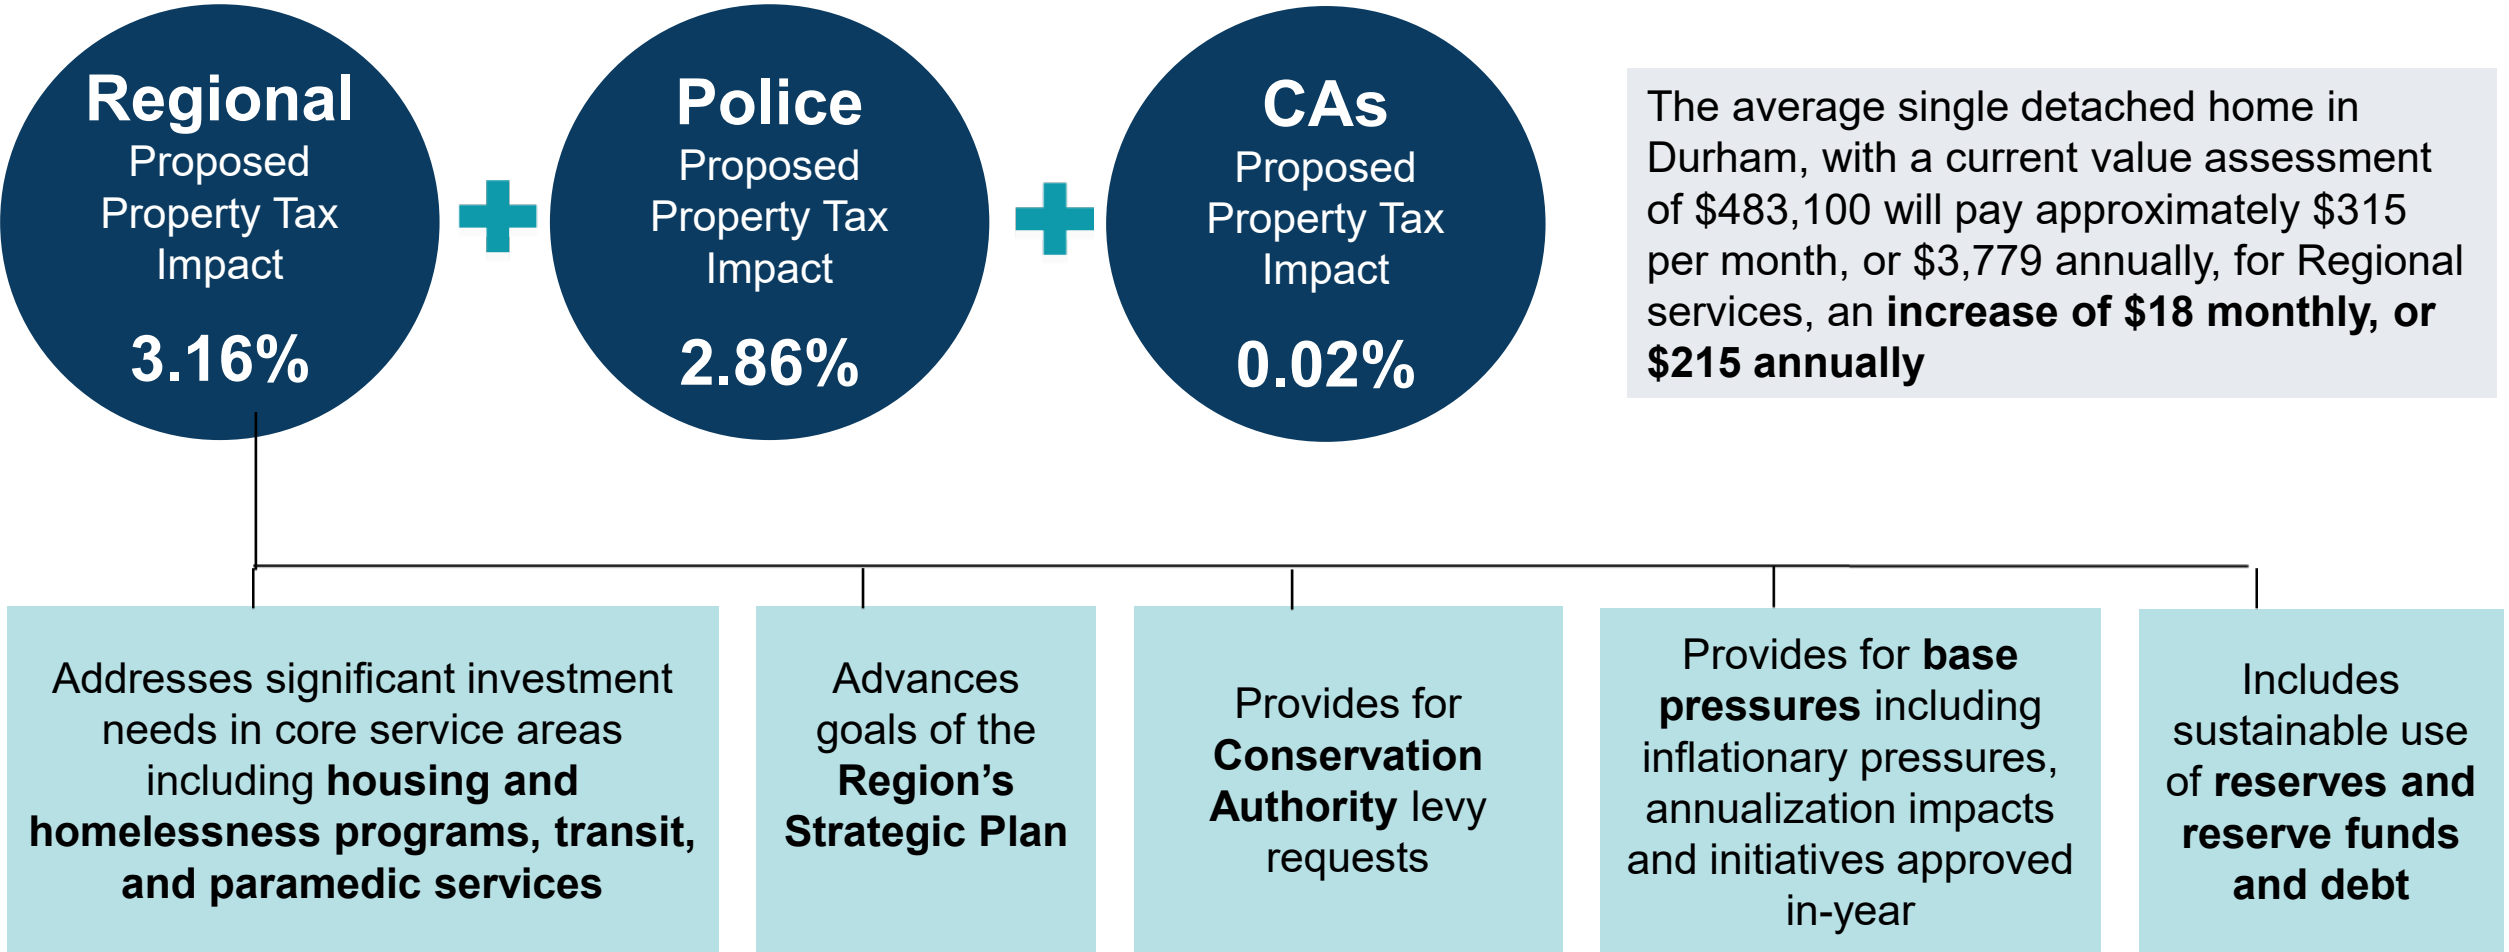 Regional
Proposed
Property Tax
Impact
3.16%
Police
Proposed
Property Tax
Impact
2.86%
CAs
Proposed
Property Tax
Impact
0.02%
The average single detached home in
Durham, with a current value assessment
of $483,100 will pay approximately $315
per month, or $3,779 annually, for Regional
services, an increase of $18 monthly, or
$215 annually
Addresses significant investment
needs in core service areas
including housing and
homelessness programs, transit,
and paramedic services
Advances
goals of the
Region’s
Strategic Plan
Provides for
Conservation
Authority levy
requests
Provides for base
pressures including
inflationary pressures,
annualization impacts
and initiatives approved
in-year
Includes
sustainable use
of reserves and
reserve funds
and debt